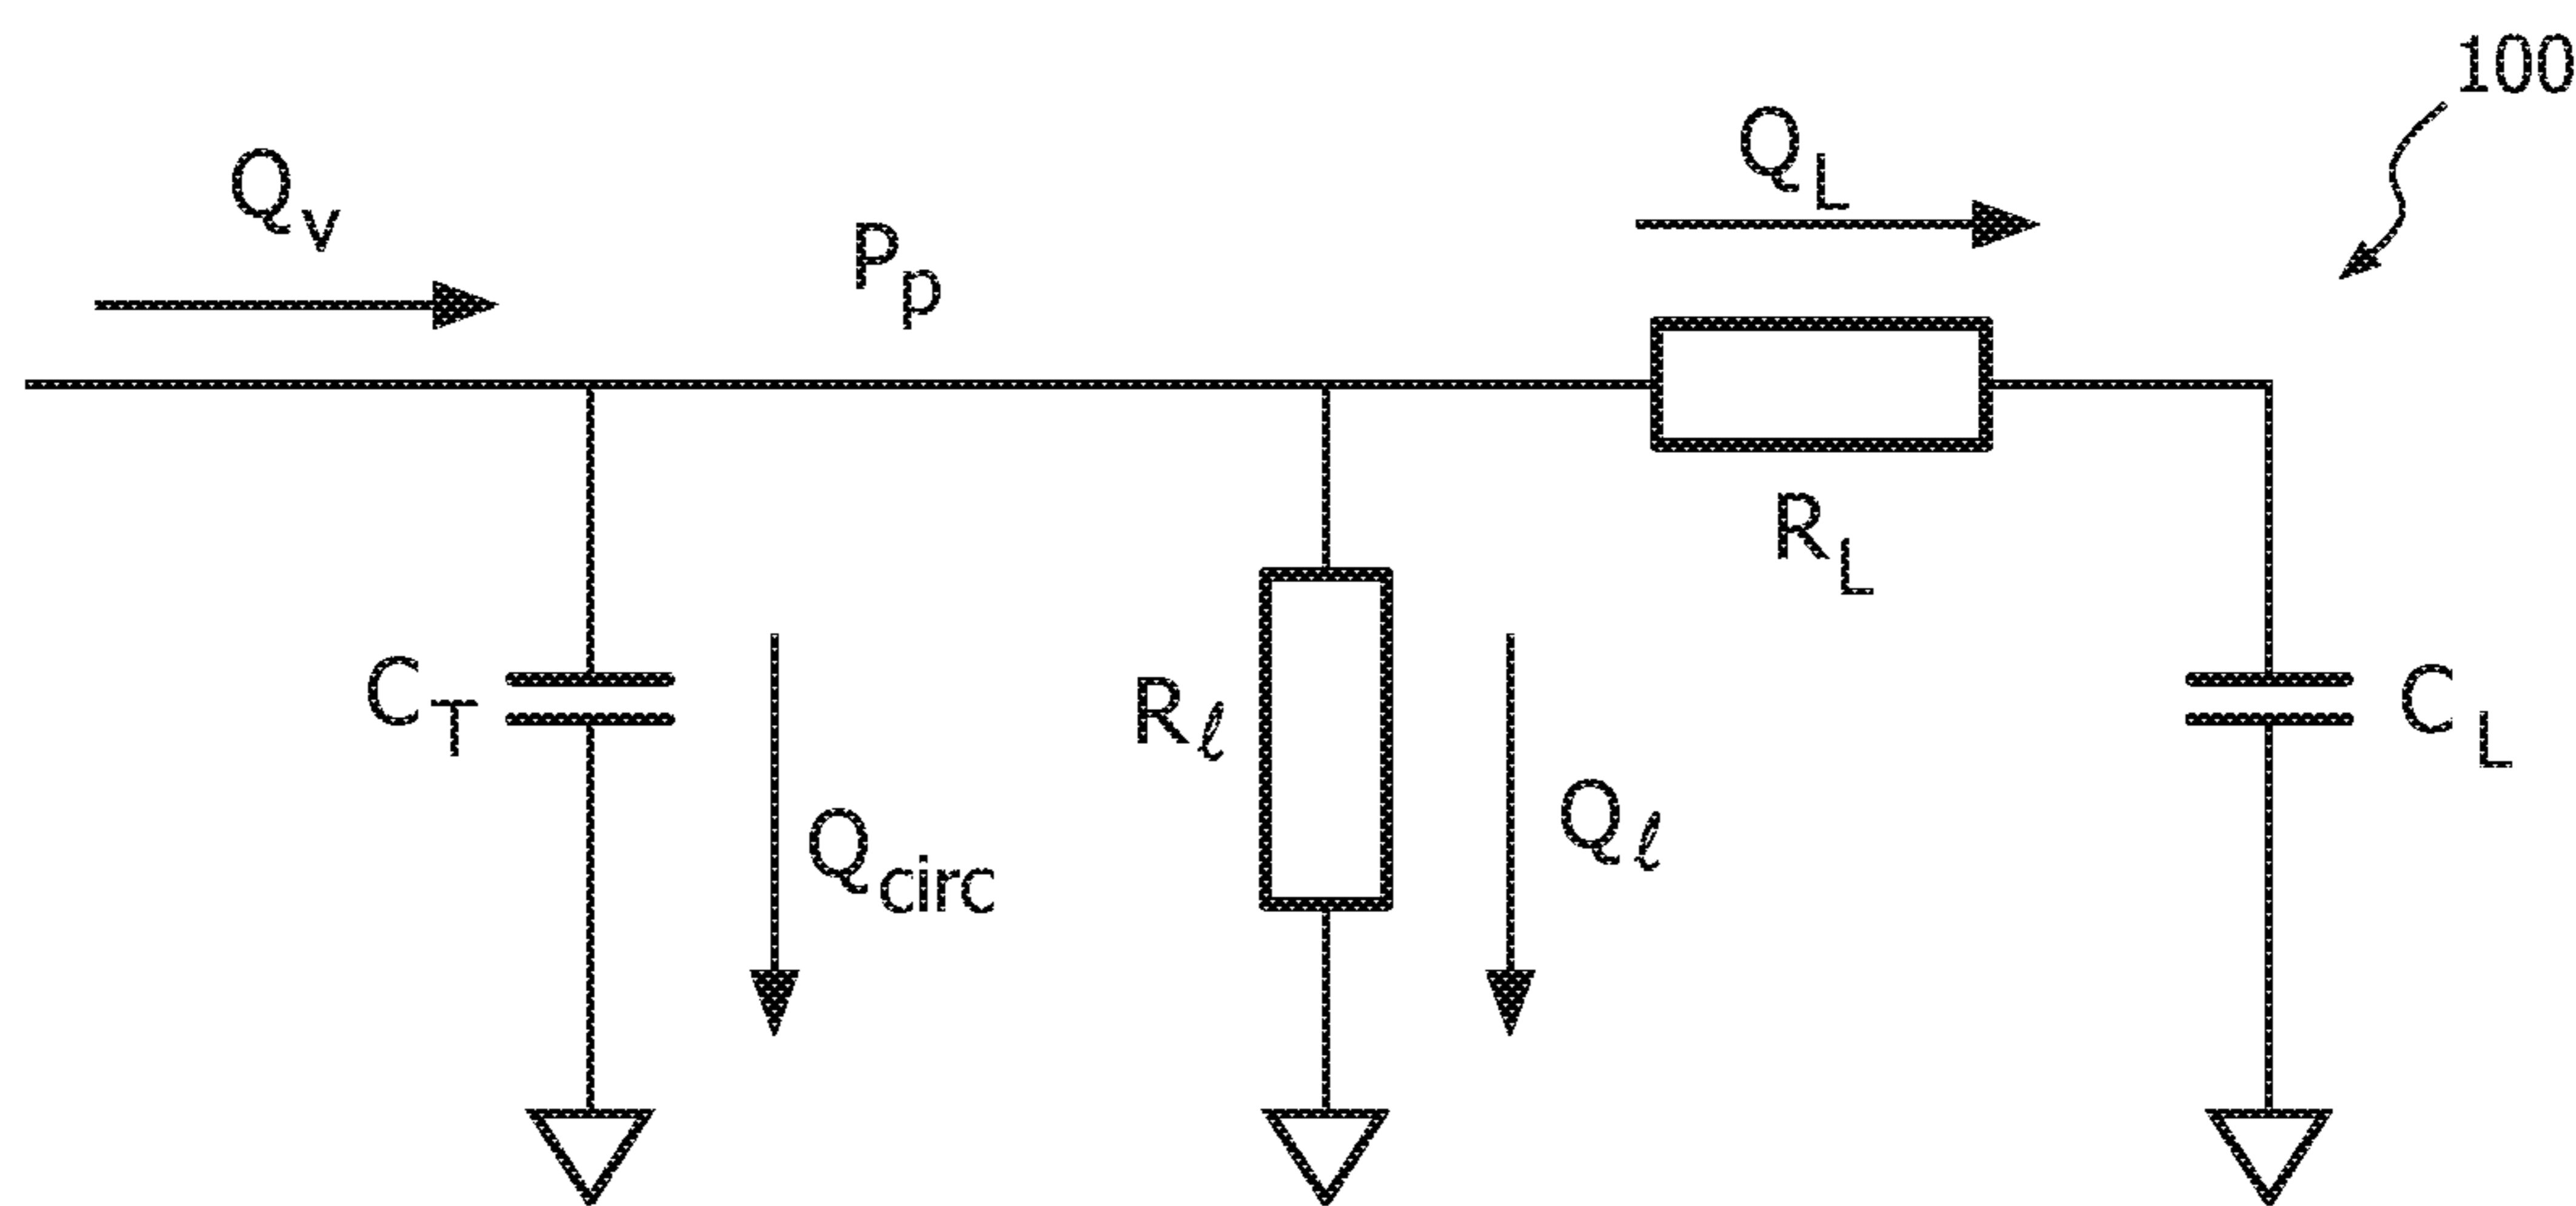 100
Q_L
Q_v
P_p
R_L
C_T
R_ℓ
C_L
Q_ℓ
Q_circ